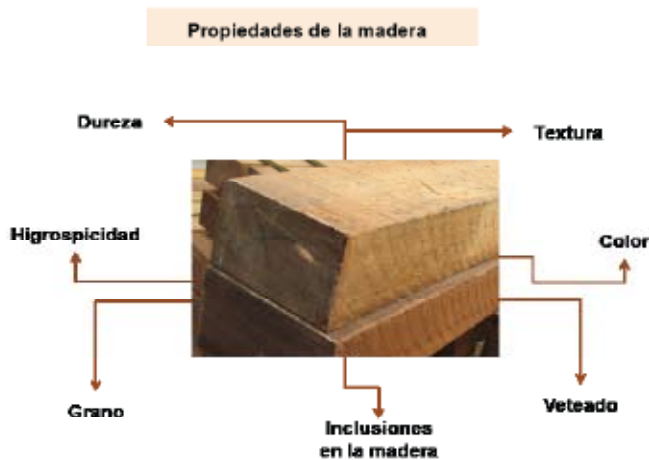 Propiedades de la madera
Dureza
Textura
Higrospicidad
Color
Grano
Veteado
Inclusiones
en la madera